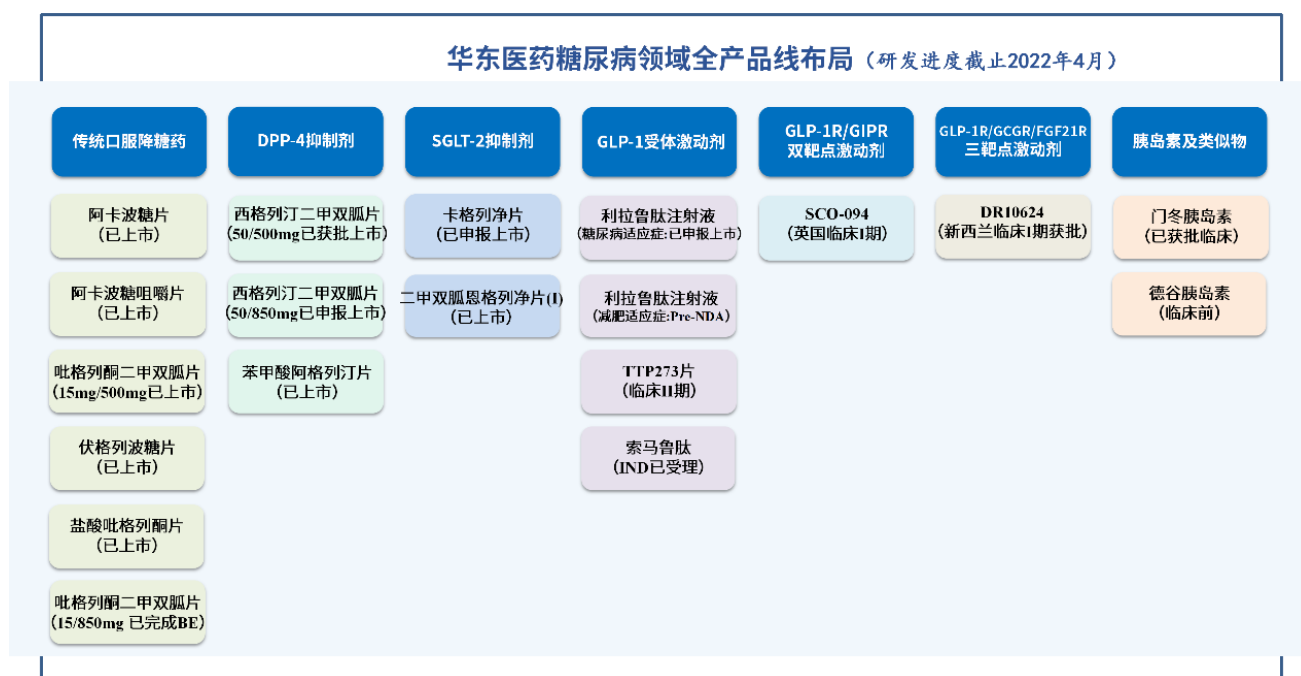 华东医药糖尿病领域全产品线布局（研发进度截止2022年4月）
传统口服降糖药
阿卡波糖片
(已上市)
阿卡波糖咀嚼片
(已上市)
吡格列酮二甲双胍片
(15mg/500mg已上市)
伏格列波糖片
(已上市)
盐酸吡格列酮片
(已上市)
吡格列酮二甲双胍片
(15/850mg 已完成BE)
DPP-4抑制剂
西格列汀二甲双胍片
(50/500mg已获批上市)
西格列汀二甲双胍片
(50/850mg已申报上市)
苯甲酸阿格列汀片
(已上市)
SGLT-2抑制剂
卡格列净片
(已申报上市)
二甲双胍恩格列净片(I)
(已上市)
GLP-1受体激动剂
利拉鲁肽注射液
(糖尿病适应症:已申报上市)
利拉鲁肽注射液
(减肥适应症:Pre-NDA)
TTP273片
(临床II期)
索马鲁肽
(IND已受理)
GLP-1R/GIPR
双靶点激动剂
SCO-094
(英国临床I期)
GLP-1R/GCGR/FGF21R
三靶点激动剂
DR10624
(新西兰临床I期获批)
胰岛素及类似物
门冬胰岛素
(已获批临床)
德谷胰岛素
(临床前)